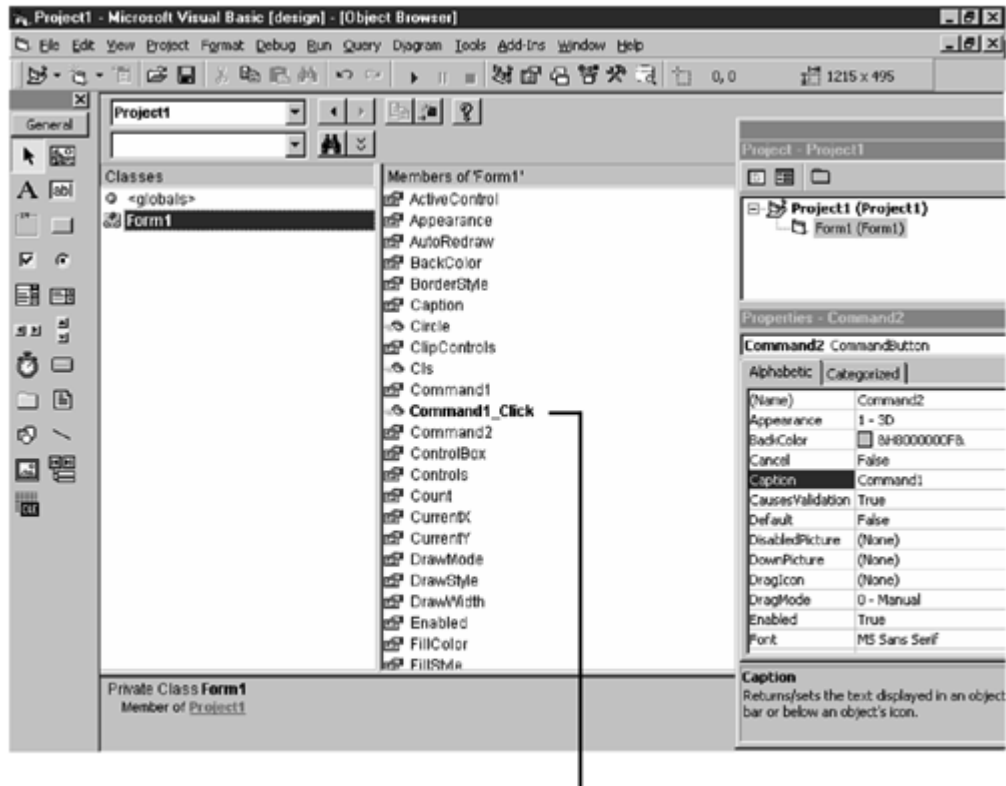 Project1 - Microsoft Visual Basic [design] - [Object Browser]
File Edit View Project Format Debug Run Query Diagram Tools Add-Ins Window Help
0, 0 1215 x 495
General
Project1
Classes
<globals>
Form1
Members of 'Form1'
ActiveControl
Appearance
AutoRedraw
BackColor
BorderStyle
Caption
Circle
ClipControls
Cls
Command1
Command1_Click
Command2
ControlBox
Controls
Count
CurrentX
CurrentY
DrawMode
DrawStyle
DrawWidth
Enabled
FillColor
FillStyle
Private Class Form1
Member of Project1
Project - Project1
Project1 (Project1)
Form1 (Form1)
Properties - Command2
Command2 CommandButton
Alphabetic Categorized
(Name) Command2
Appearance 1 - 3D
BackColor &H8000000F&
Cancel False
Caption Command1
CausesValidation True
Default False
DisabledPicture (None)
DownPicture (None)
DragIcon (None)
DragMode 0 - Manual
Enabled True
Font MS Sans Serif
Caption
Returns/sets the text displayed in an object
bar or below an object's icon.
A abl
OLE